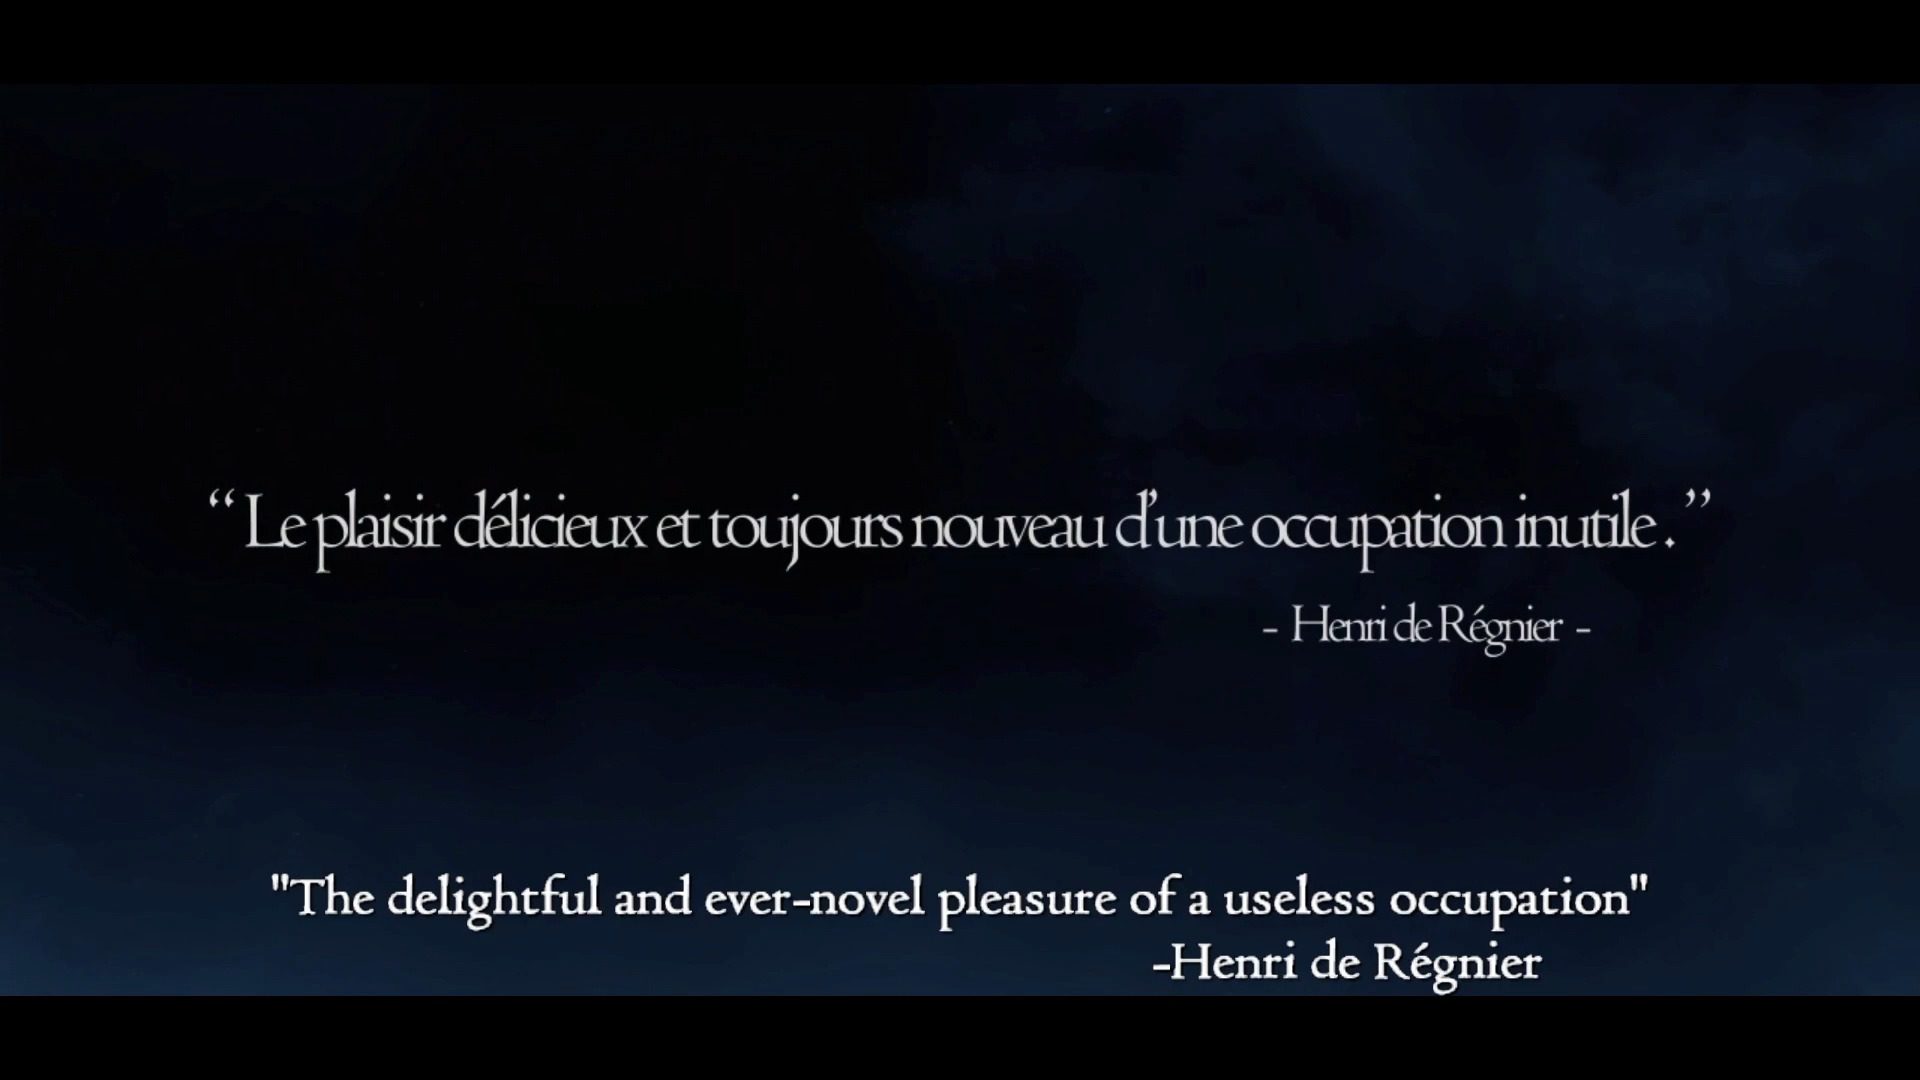 “Le plaisir délicieux et toujours nouveau d’une occupation inutile.”
- Henri de Régnier -
"The delightful and ever-novel pleasure of a useless occupation"
-Henri de Régnier